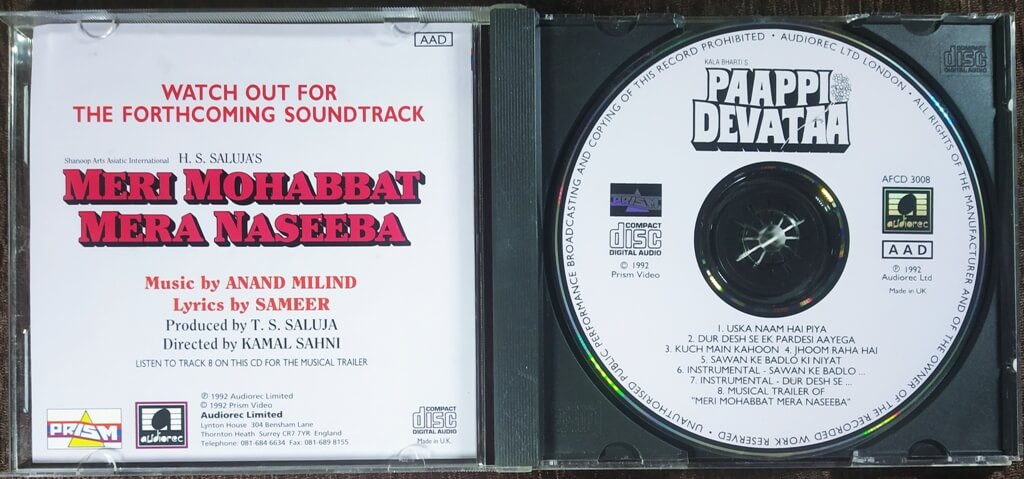 AAD
WATCH OUT FOR
THE FORTHCOMING SOUNDTRACK
Shanoop Arts Asiatic International H. S. SALUJA'S
MERI MOHABBAT
MERA NASEEBA
Music by ANAND MILIND
Lyrics by SAMEER
Produced by T. S. SALUJA
Directed by KAMAL SAHNI
LISTEN TO TRACK 8 ON THIS CD FOR THE MUSICAL TRAILER
PRISM
audiorec
℗ 1992 Audiorec Limited
© 1992 Prism Video
Audiorec Limited
Lynton House 304 Bensham Lane
Thornton Heath Surrey CR7 7YR England
Telephone: 081-684 6634 Fax: 081-689 8155
COMPACT
disc
DIGITAL AUDIO
Made in U.K.
UNAUTHORISED PUBLIC PERFORMANCE BROADCASTING AND COPYING OF THIS RECORD PROHIBITED • AUDIOREC LTD LONDON • ALL RIGHTS OF THE MANUFACTURER AND OF THE OWNER OF THE RECORDED WORK RESERVED •
KALA BHARTI'S
PAAPPI
DEVATAA
PRISM
COMPACT
disc
DIGITAL AUDIO
© 1992
Prism Video
AFCD 3008
audiorec
AAD
℗ 1992
Audiorec Ltd
Made in UK
1. USKA NAAM HAI PIYA
2. DUR DESH SE EK PARDESI AAYEGA
3. KUCH MAIN KAHOON 4. JHOOM RAHA HAI
5. SAWAN KE BADLO KI NIYAT
6. INSTRUMENTAL - SAWAN KE BADLO ...
7. INSTRUMENTAL - DUR DESH SE ...
8. MUSICAL TRAILER OF
"MERI MOHABBAT MERA NASEEBA"
COMPACT
disc
DIGITAL AUDIO